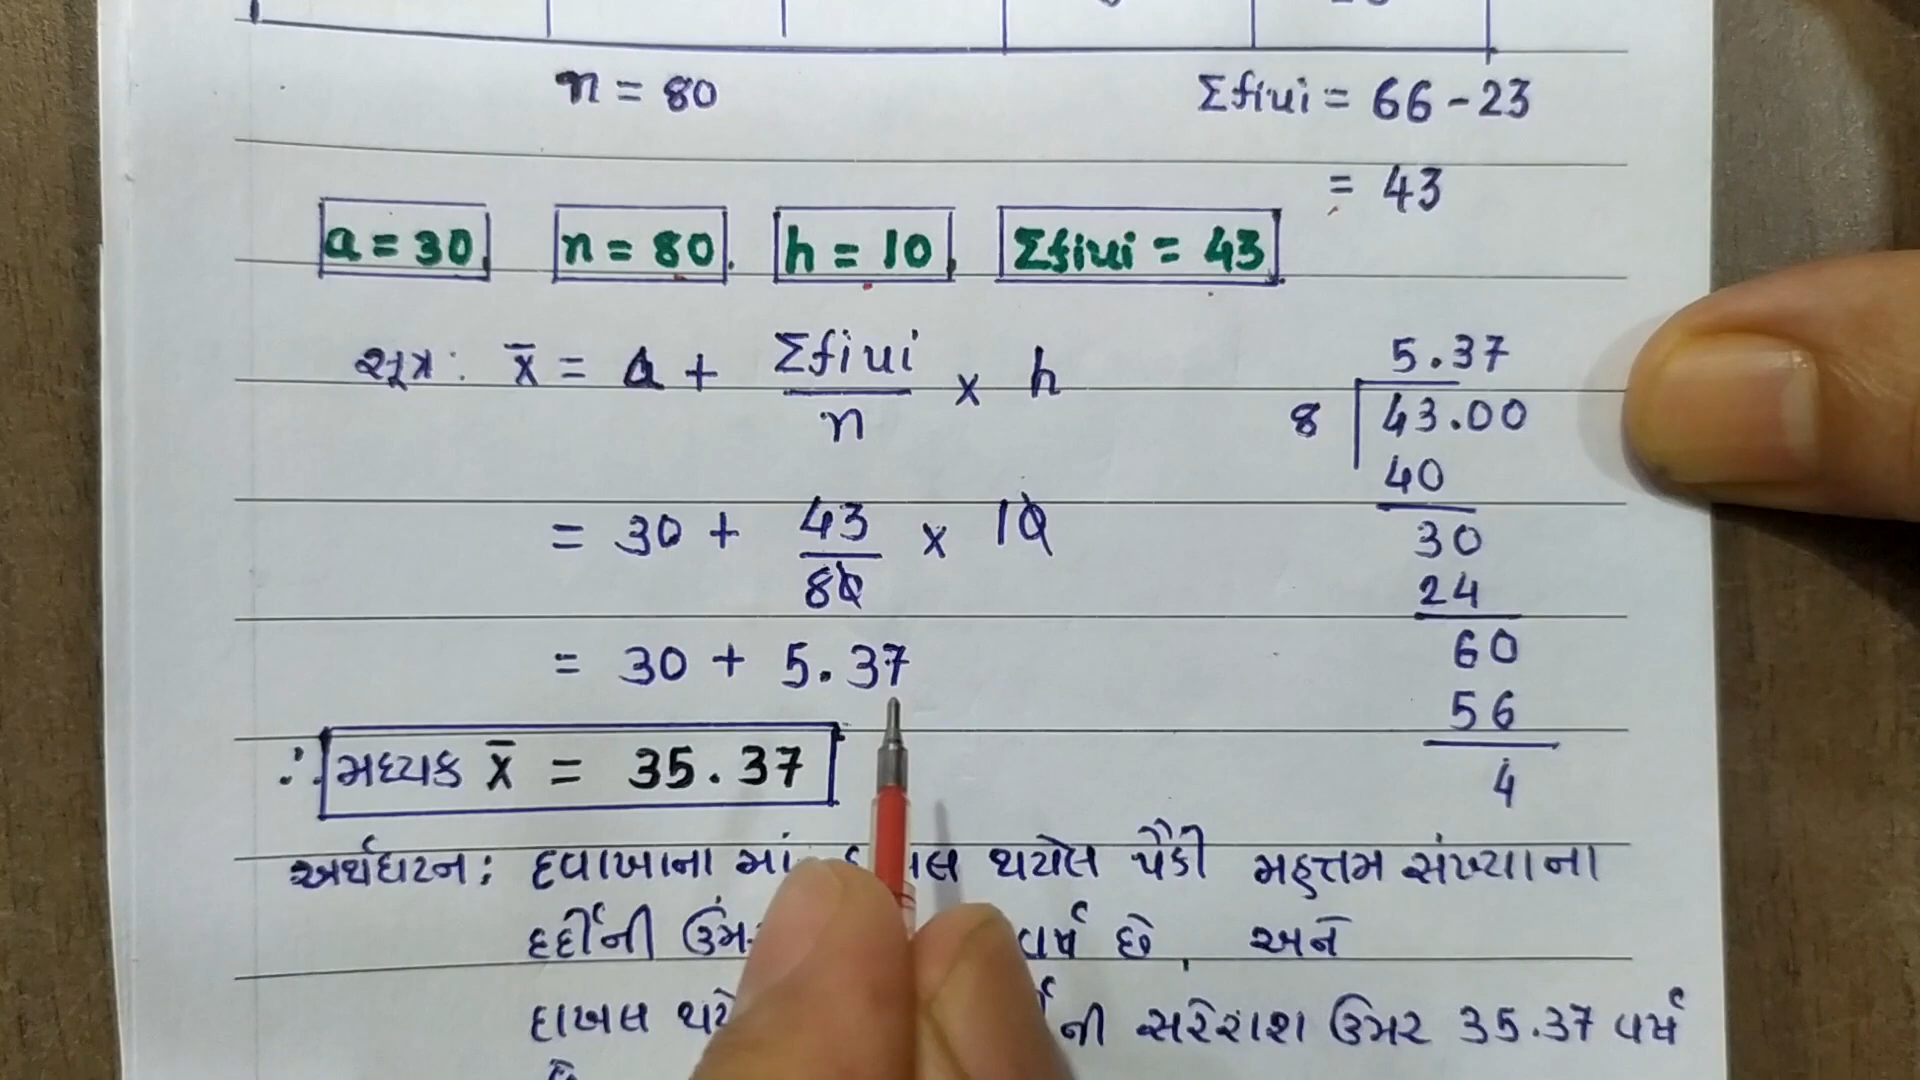 n = 80 Σfiui = 66 - 23
= 43
a = 30 n = 80 h = 10 Σfiui = 43
સૂત્ર : x̄ = a + Σfiui / n × h
= 30 + 43 / 80 × 10
= 30 + 5.37
∴ મધ્યક x̄ = 35.37
5.37
8 43.00
40
30
24
60
56
4
અર્થઘટન : દવાખાના માં થયેલ પૈકી મહત્તમ સંખ્યાના
દર્દીની વર્ષ છે, અને
દાખલ ની સરેરાશ ઉંમર 35.37 વર્ષ